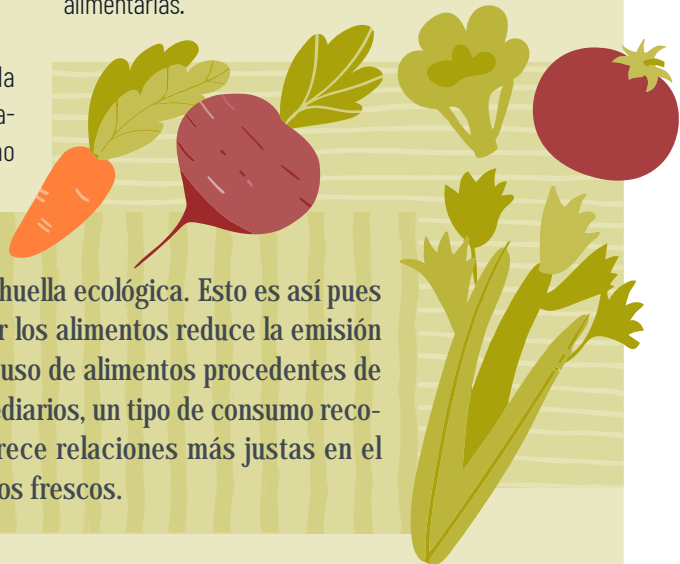 alimentarias.
la
a-
no
huella ecológica. Esto es así pues
r los alimentos reduce la emisión
uso de alimentos procedentes de
ediarios, un tipo de consumo reco-
rece relaciones más justas en el
os frescos.